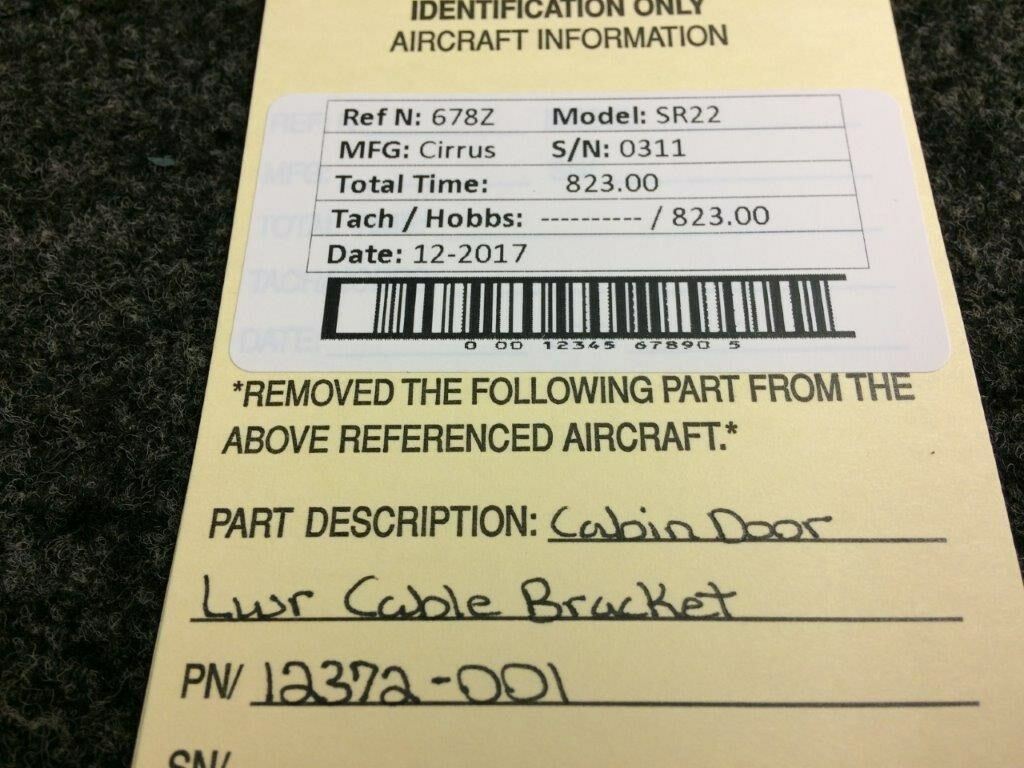 IDENTIFICATION ONLY
AIRCRAFT INFORMATION
Ref N: 678Z Model: SR22
MFG: Cirrus S/N: 0311
Total Time: 823.00
Tach / Hobbs: ---------- / 823.00
Date: 12-2017
0 00 12345 67890 5
*REMOVED THE FOLLOWING PART FROM THE
ABOVE REFERENCED AIRCRAFT.*
PART DESCRIPTION: Cabin Door
Lwr Cable Bracket
PN/ 12372-001
SN/